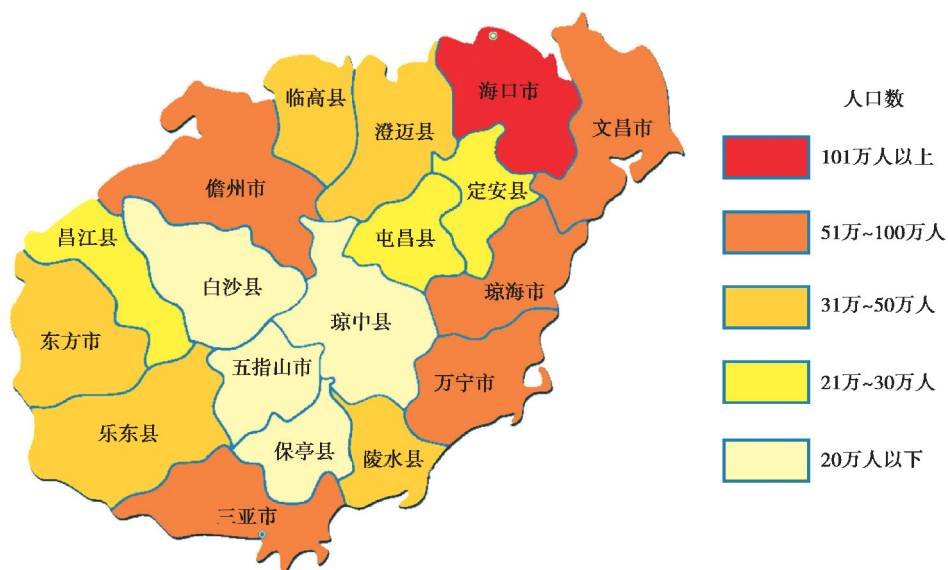 海口市
临高县
澄迈县
文昌市
儋州市
定安县
屯昌县
昌江县
白沙县
琼海市
琼中县
东方市
五指山市
万宁市
乐东县
保亭县
陵水县
三亚市
人口数
101万人以上
51万~100万人
31万~50万人
21万~30万人
20万人以下